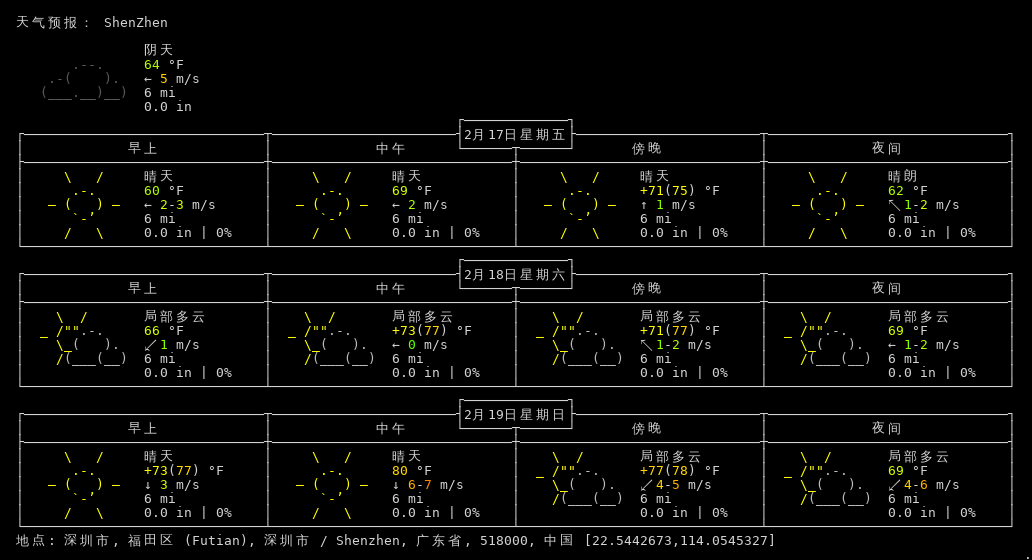 天气预报： ShenZhen
阴天
64 °F
← 5 m/s
6 mi
0.0 in
2月17日星期五
早上 中午 傍晚 夜间
晴天 晴天 晴天 晴朗
60 °F 69 °F +71(75) °F 62 °F
← 2-3 m/s ← 2 m/s ↑ 1 m/s ↖ 1-2 m/s
6 mi 6 mi 6 mi 6 mi
0.0 in | 0% 0.0 in | 0% 0.0 in | 0% 0.0 in | 0%
2月18日星期六
早上 中午 傍晚 夜间
局部多云 局部多云 局部多云 局部多云
66 °F +73(77) °F +71(77) °F 69 °F
↙ 1 m/s ← 0 m/s ↖ 1-2 m/s ← 1-2 m/s
6 mi 6 mi 6 mi 6 mi
0.0 in | 0% 0.0 in | 0% 0.0 in | 0% 0.0 in | 0%
2月19日星期日
早上 中午 傍晚 夜间
晴天 晴天 局部多云 局部多云
+73(77) °F 80 °F +77(78) °F 69 °F
↓ 3 m/s ↓ 6-7 m/s ↙ 4-5 m/s ↙ 4-6 m/s
6 mi 6 mi 6 mi 6 mi
0.0 in | 0% 0.0 in | 0% 0.0 in | 0% 0.0 in | 0%
地点: 深圳市, 福田区 (Futian), 深圳市 / Shenzhen, 广东省, 518000, 中国 [22.5442673,114.0545327]